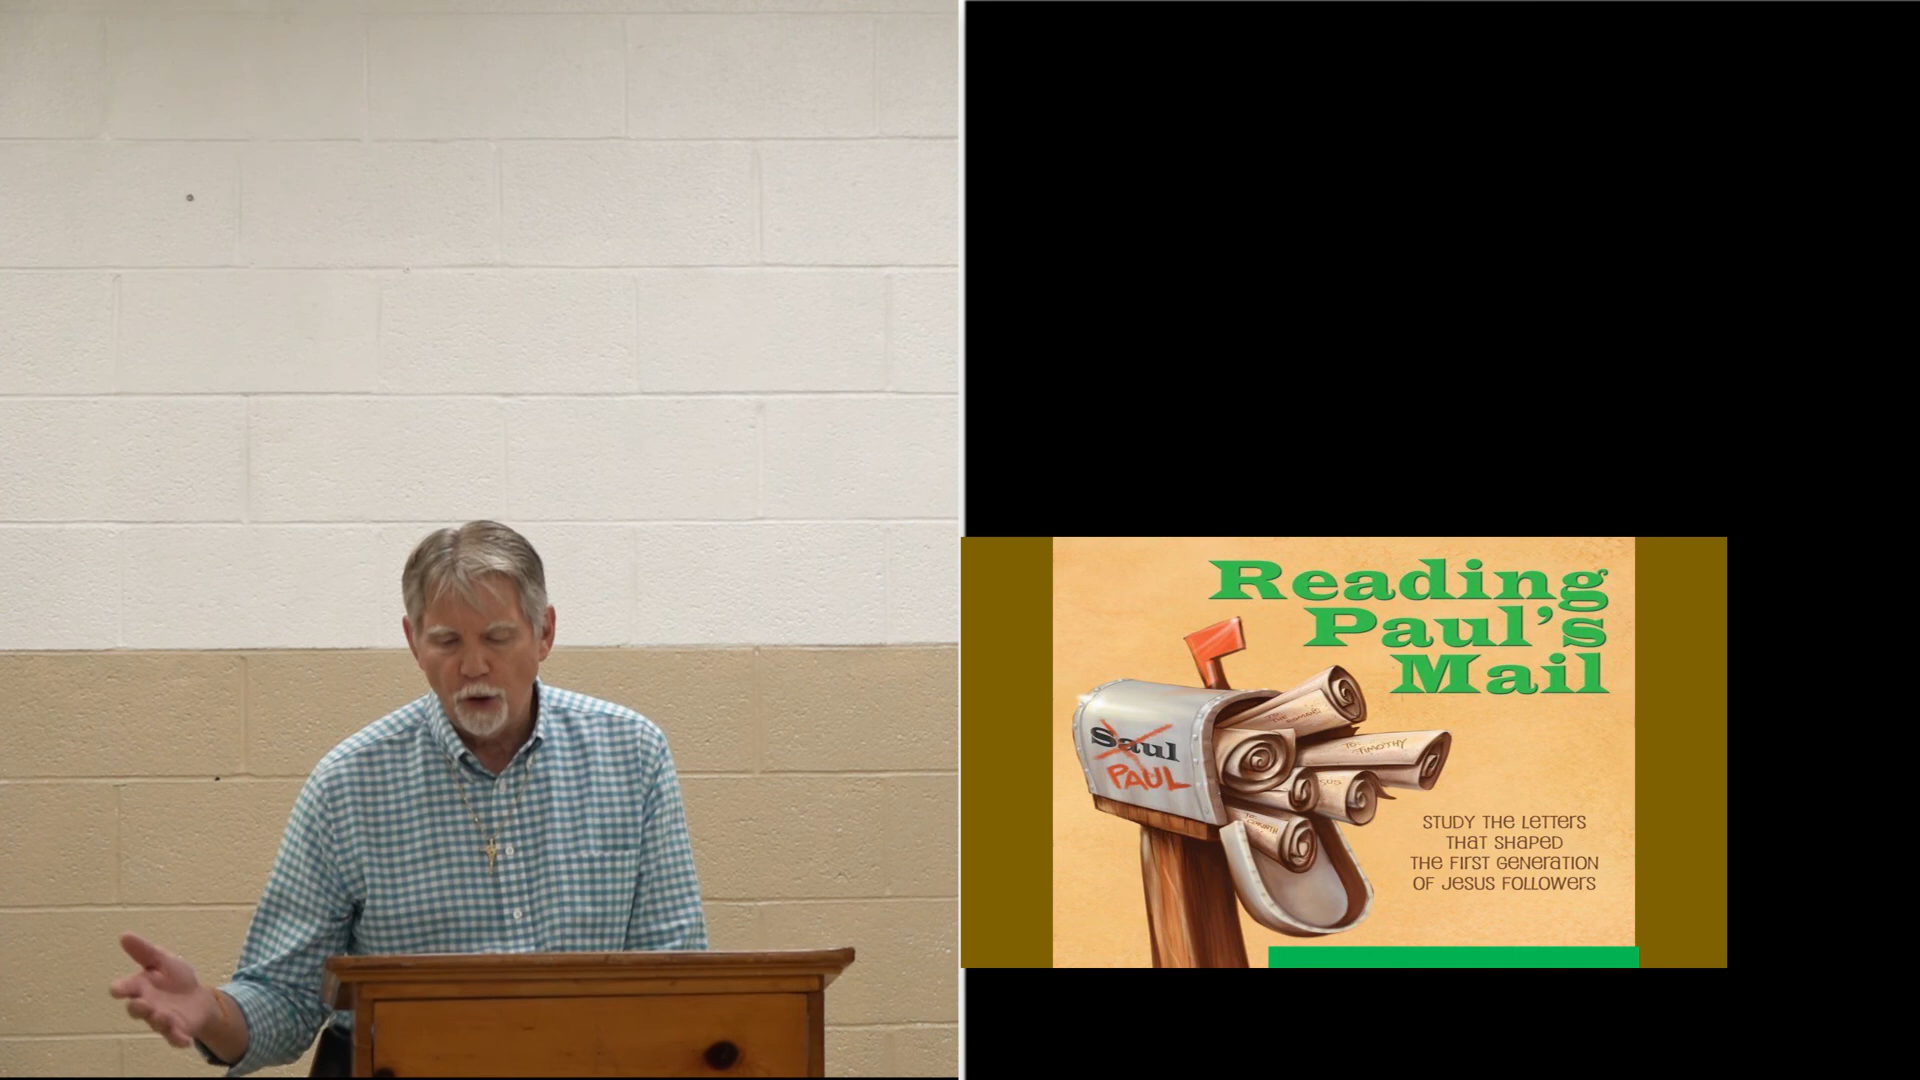 Reading
Paul's
Mail
Saul
PAUL
TO:
TIMOTHY
STUDY THE LETTERS
THAT SHAPED
THE FIRST GENERATION
OF JESUS FOLLOWERS